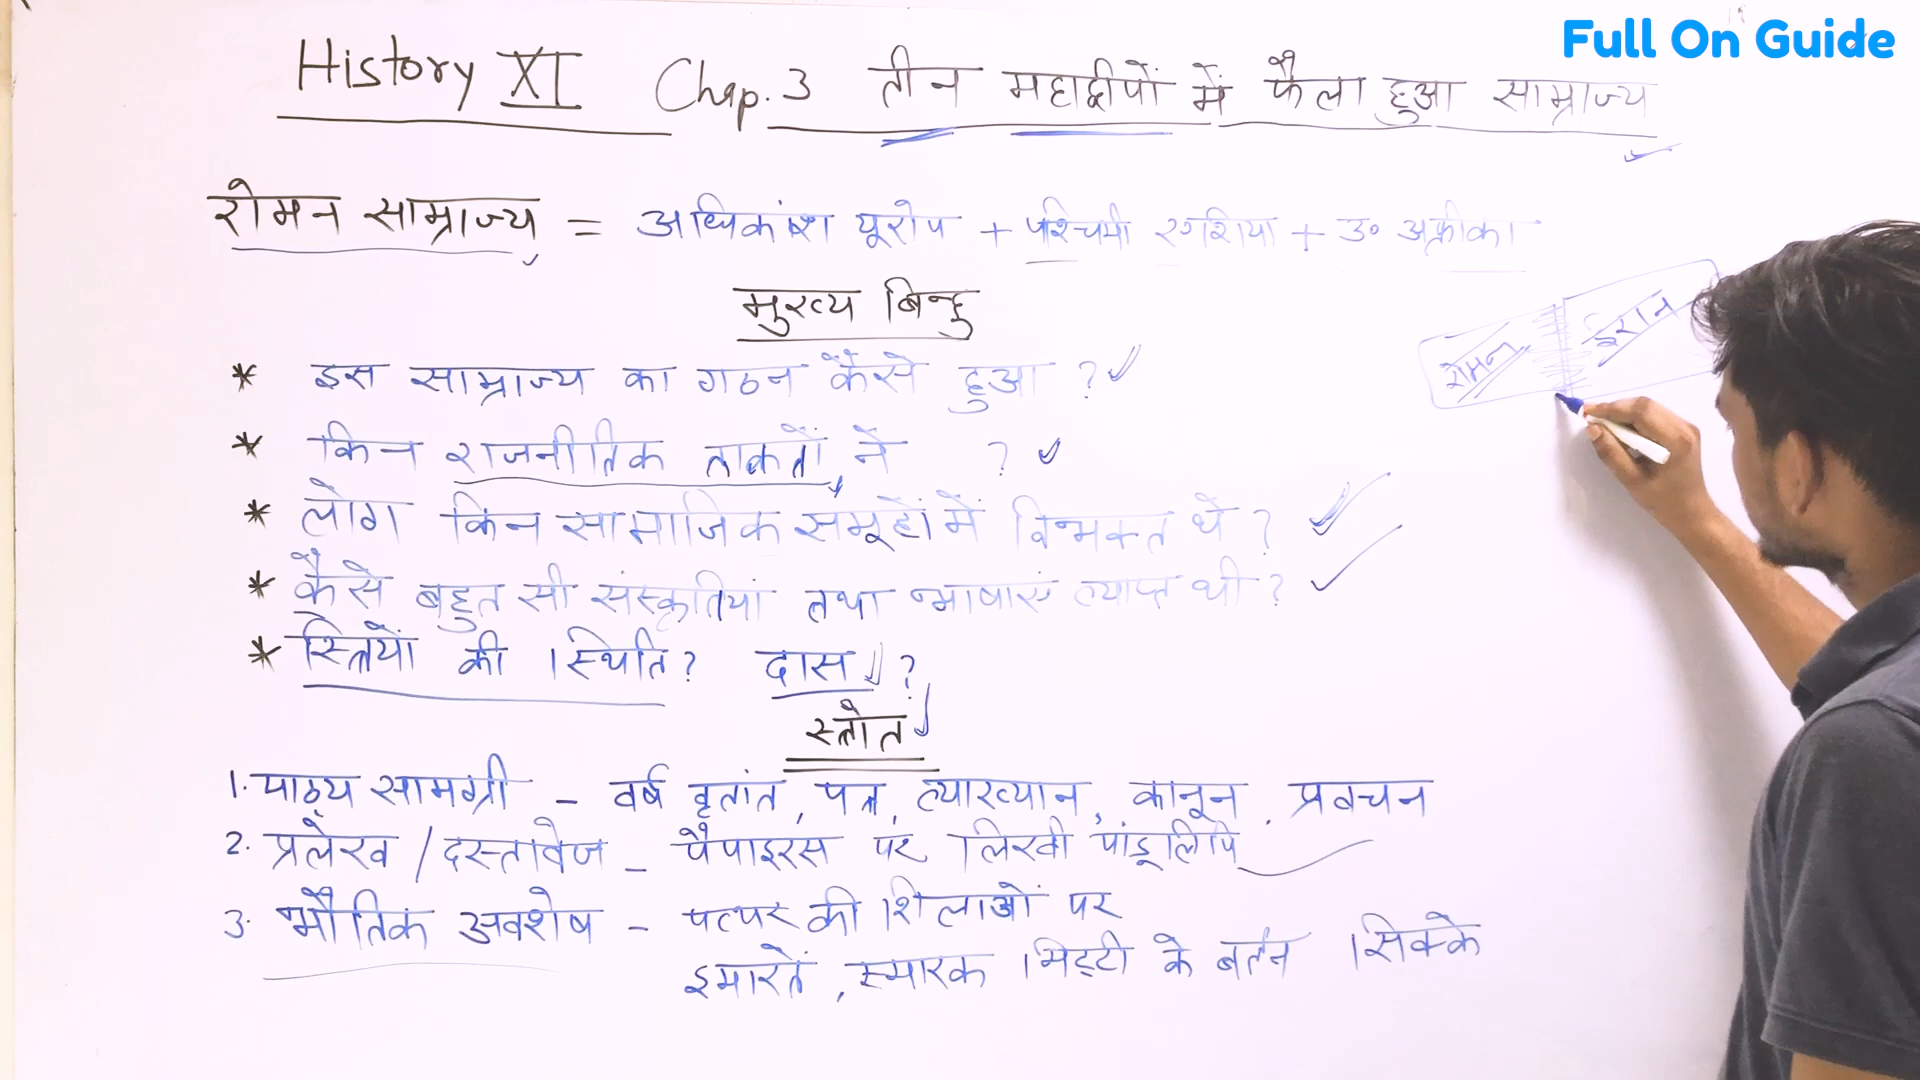 Full On Guide
History XI Chap. 3 तीन महाद्वीपों में फैला हुआ साम्राज्य
रोमन साम्राज्य = अधिकांश यूरोप + पश्चिमी एशिया + उ० अफ्रीका
मुख्य बिन्दु
रोमन ईरान
* इस साम्राज्य का गठन कैसे हुआ ?
* किन राजनीतिक ताकतों ने ?
* लोग किन सामाजिक समूहों में विभक्त थे ?
* कैसे बहुत सी संस्कृतियां तथा भाषाएं व्याप्त थी ?
* स्त्रियों की स्थिति ? दास ?
स्त्रोत
1. पाठ्य सामग्री - वर्ष वृतांत, पत्र, व्याख्यान, कानून, प्रवचन
2. प्रलेख / दस्तावेज - पैपाइरस पर लिखी पांडूलिपि
3. भौतिक अवशेष - पत्थर की शिलाओं पर
इमारतें, स्मारक मिट्टी के बर्तन सिक्के